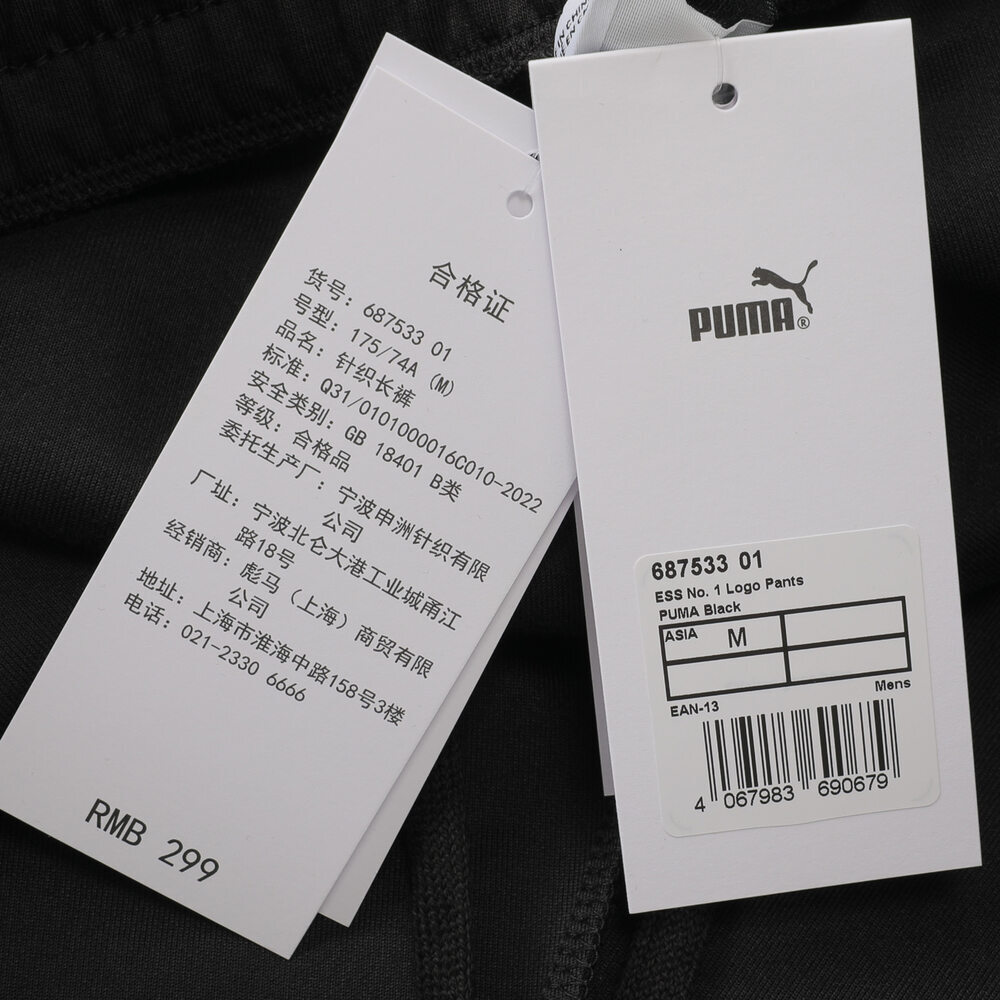 合格证
货号: 687533 01
号型: 175/74A (M)
品名: 针织长裤
标准: Q31/0101000016C010-2022
安全类别: GB 18401 B类
等级: 合格品
委托生产厂: 宁波申洲针织有限
公司
厂址: 宁波北仑大港工业城甬江
路18号
经销商: 彪马（上海）商贸有限
公司
地址: 上海市淮海中路158号3楼
电话: 021-2330 6666
RMB 299
IN CHINA
PUMA®
687533 01
ESS No. 1 Logo Pants
PUMA Black
ASIA M
Mens
EAN-13
4 067983 690679